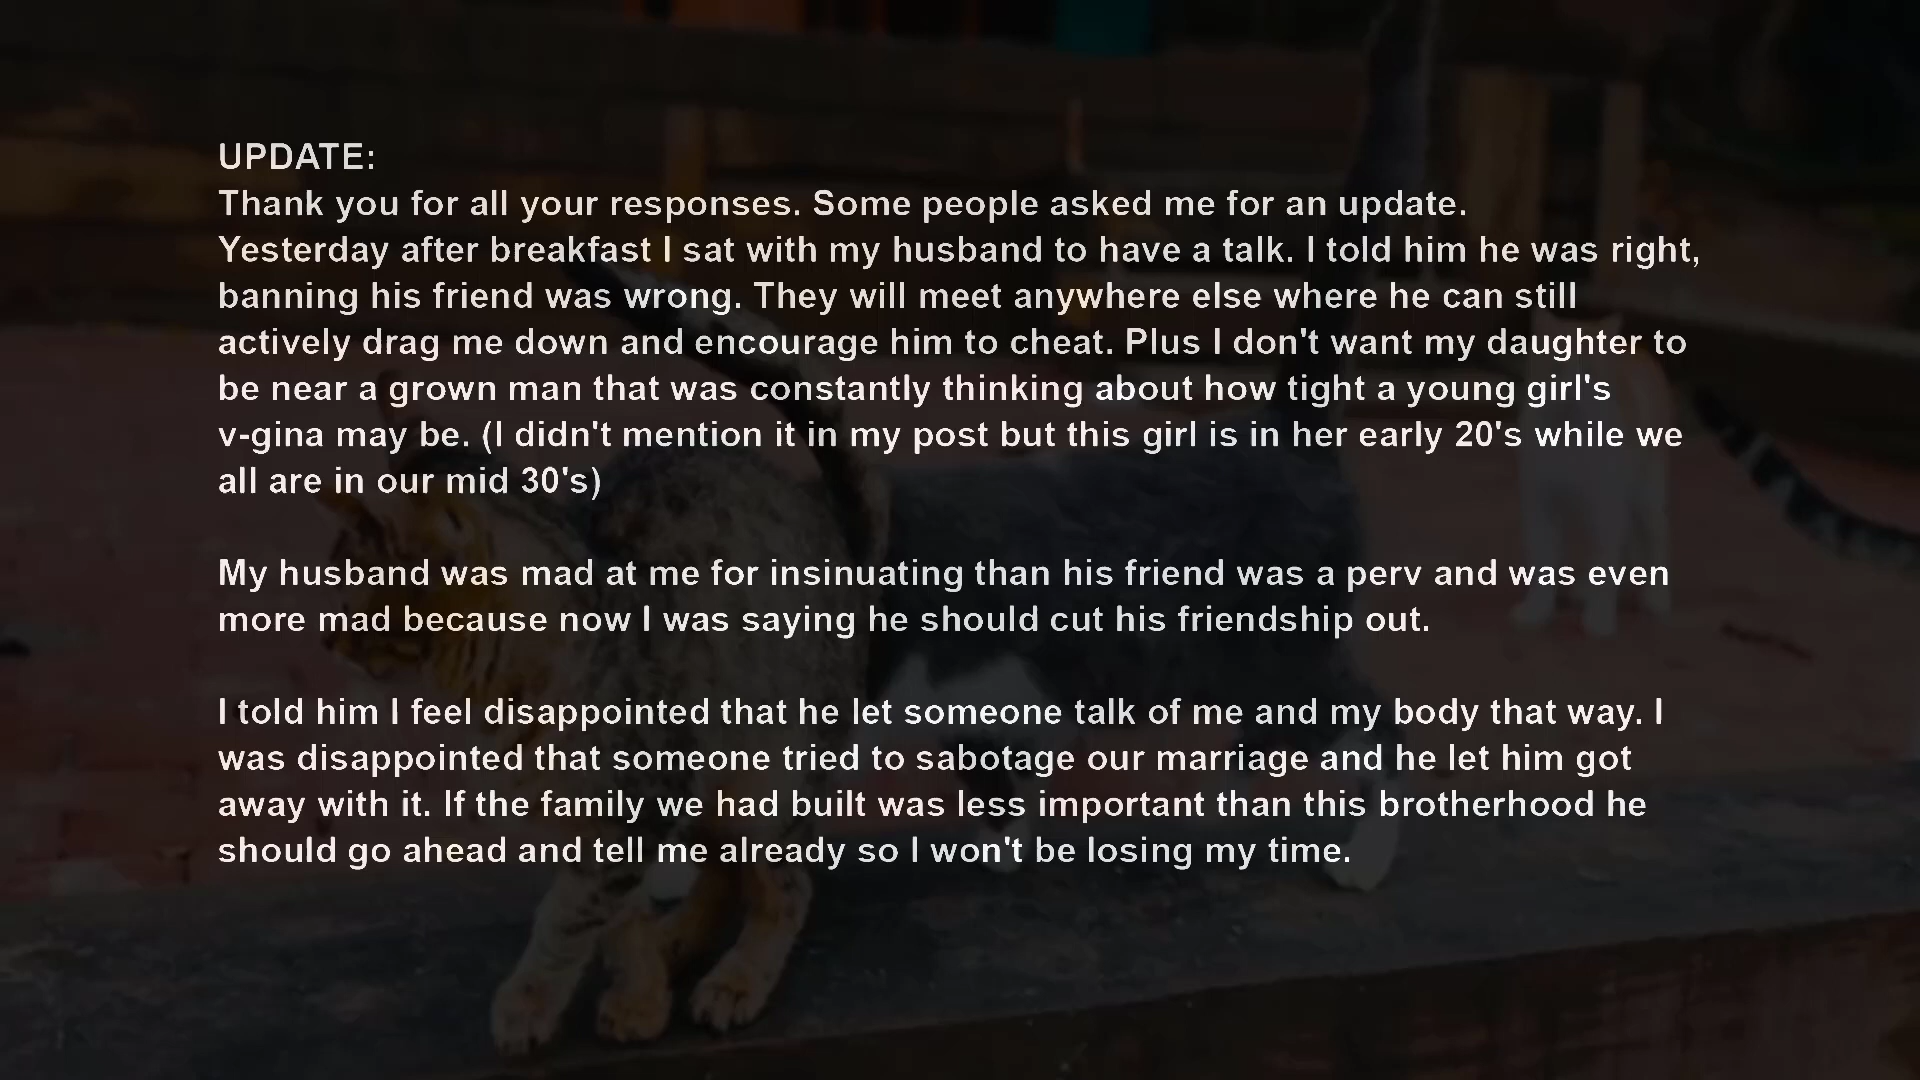 UPDATE:
Thank you for all your responses. Some people asked me for an update.
Yesterday after breakfast I sat with my husband to have a talk. I told him he was right,
banning his friend was wrong. They will meet anywhere else where he can still
actively drag me down and encourage him to cheat. Plus I don't want my daughter to
be near a grown man that was constantly thinking about how tight a young girl's
v-gina may be. (I didn't mention it in my post but this girl is in her early 20's while we
all are in our mid 30's)
My husband was mad at me for insinuating than his friend was a perv and was even
more mad because now I was saying he should cut his friendship out.
I told him I feel disappointed that he let someone talk of me and my body that way. I
was disappointed that someone tried to sabotage our marriage and he let him got
away with it. If the family we had built was less important than this brotherhood he
should go ahead and tell me already so I won't be losing my time.